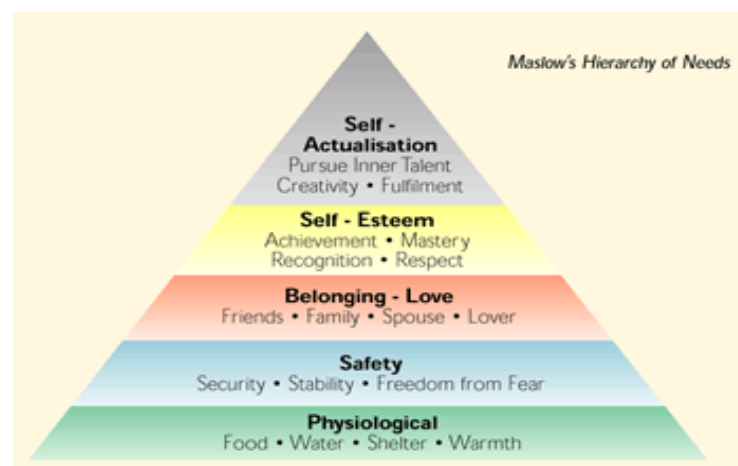 Maslow's Hierarchy of Needs
Self -
Actualisation
Pursue Inner Talent
Creativity • Fulfilment
Self - Esteem
Achievement • Mastery
Recognition • Respect
Belonging - Love
Friends • Family • Spouse • Lover
Safety
Security • Stability • Freedom from Fear
Physiological
Food • Water • Shelter • Warmth